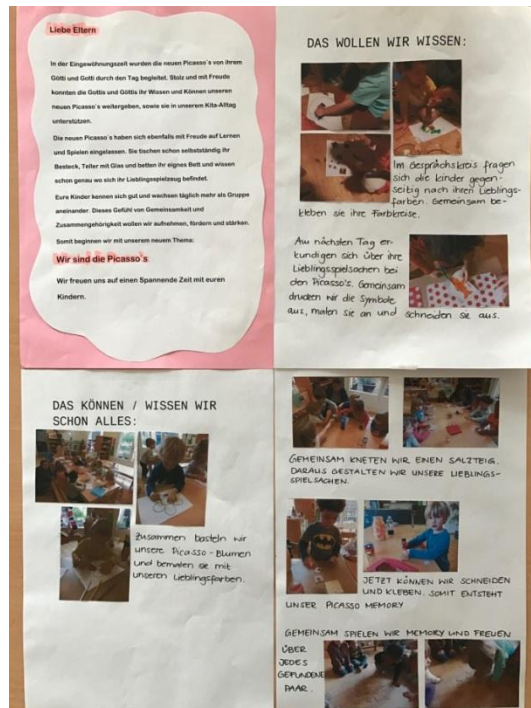 Liebe Eltern
In der Eingewöhnungszeit wurden die neuen Picasso's von ihrem
Götti und Gotti durch den Tag begleitet. Stolz und mit Freude
konnten die Gottis und Göttis ihr Wissen und Können unseren
neuen Picasso's weitergeben, sowie sie in unserem Kita-Alltag
unterstützen.
Die neuen Picasso's haben sich ebenfalls mit Freude auf Lernen
und Spielen eingelassen. Sie tischen schon selbstständig ihr
Besteck, Teller mit Glas und betten ihr eignes Bett und wissen
schon genau wo sich ihr Lieblingsspielzeug befindet.
Eure Kinder kennen sich gut und wachsen täglich mehr als Gruppe
aneinander. Dieses Gefühl von Gemeinsamkeit und
Zusammengehörigkeit wollen wir aufnehmen, fördern und stärken.
Somit beginnen wir mit unserem neuem Thema:
Wir sind die Picasso's
Wir freuen uns auf einen Spannende Zeit mit euren
Kindern.
DAS WOLLEN WIR WISSEN:
Im Gesprächskreis fragen
sich die kinder gegen-
seitig nach ihren Lieblings-
farben. Gemeinsam be-
kleben sie ihre Farbkreise.
Am nächsten Tag er-
kundigen sich über ihre
Lieblingsspielsachen bei
den Picasso's. Gemeinsam
drucken wir die Symbole
aus, malen sie an und schneiden sie aus.
DAS KÖNNEN / WISSEN WIR
SCHON ALLES:
Zusammen basteln wir
unsere Picasso-Blumen
und bemalen sie mit
unseren Lieblingsfarben.
GEMEINSAM KNETEN WIR EINEN SALZTEIG.
DARAUS GESTALTEN WIR UNSERE LIEBLINGS-
SPIELSACHEN.
JETZT KÖNNEN WIR SCHNEIDEN
UND KLEBEN. SOMIT ENTSTEHT
UNSER PICASSO MEMORY
GEMEINSAM SPIELEN WIR MEMORY UND FREUEN
ÜBER
JEDES
GEFUNDENE
PAAR.